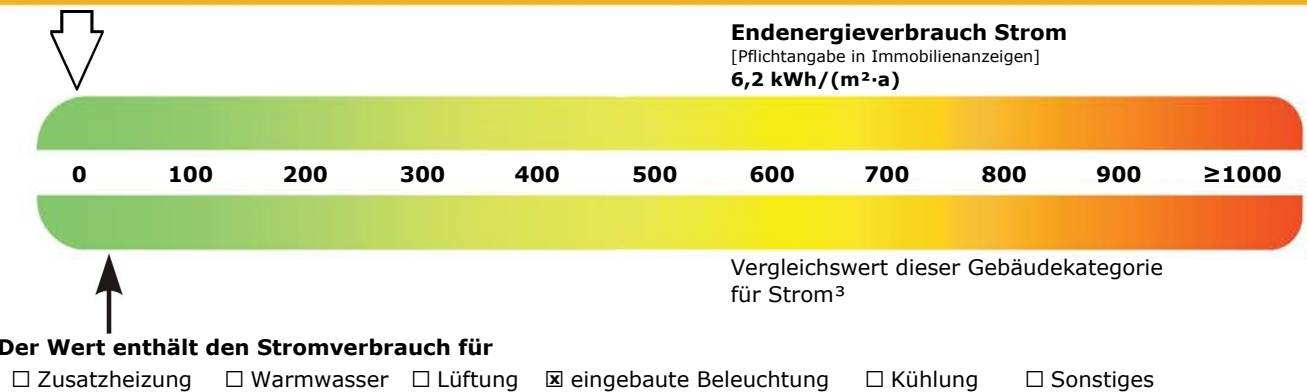 Endenergieverbrauch Strom
[Pflichtangabe in Immobilienanzeigen]
6,2 kWh/(m²·a)
0 100 200 300 400 500 600 700 800 900 ≥1000
Vergleichswert dieser Gebäudekategorie
für Strom³
Der Wert enthält den Stromverbrauch für
☐ Zusatzheizung ☐ Warmwasser ☐ Lüftung ☒ eingebaute Beleuchtung ☐ Kühlung ☐ Sonstiges